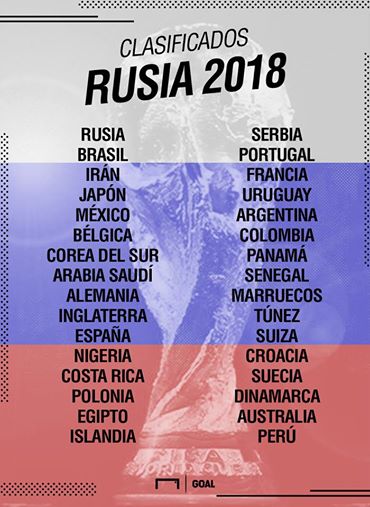 CLASIFICADOS
RUSIA 2018
RUSIA
BRASIL
IRÁN
JAPÓN
MÉXICO
BÉLGICA
COREA DEL SUR
ARABIA SAUDÍ
ALEMANIA
INGLATERRA
ESPAÑA
NIGERIA
COSTA RICA
POLONIA
EGIPTO
ISLANDIA
SERBIA
PORTUGAL
FRANCIA
URUGUAY
ARGENTINA
COLOMBIA
PANAMÁ
SENEGAL
MARRUECOS
TÚNEZ
SUIZA
CROACIA
SUECIA
DINAMARCA
AUSTRALIA
PERÚ
GOAL